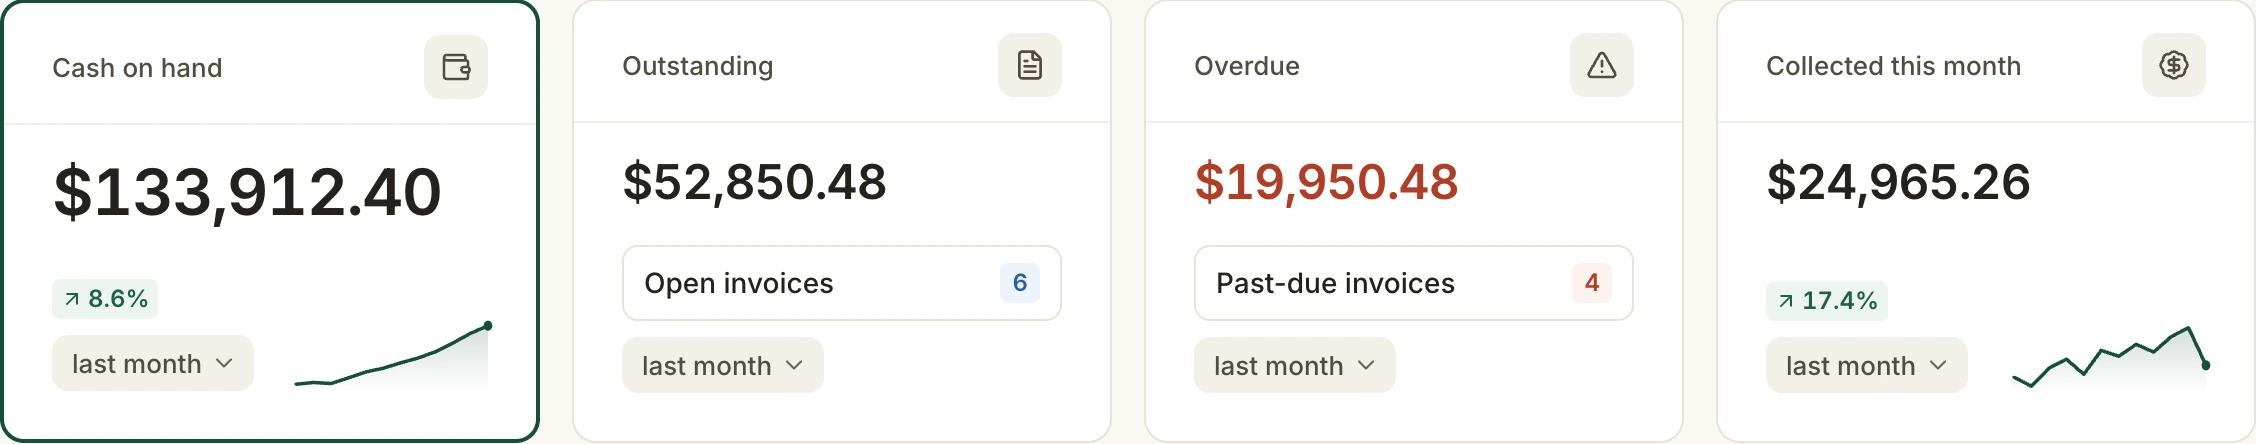 Cash on hand
$133,912.40
8.6%
last month
Outstanding
$52,850.48
Open invoices 6
last month
Overdue
$19,950.48
Past-due invoices 4
last month
Collected this month
$24,965.26
17.4%
last month